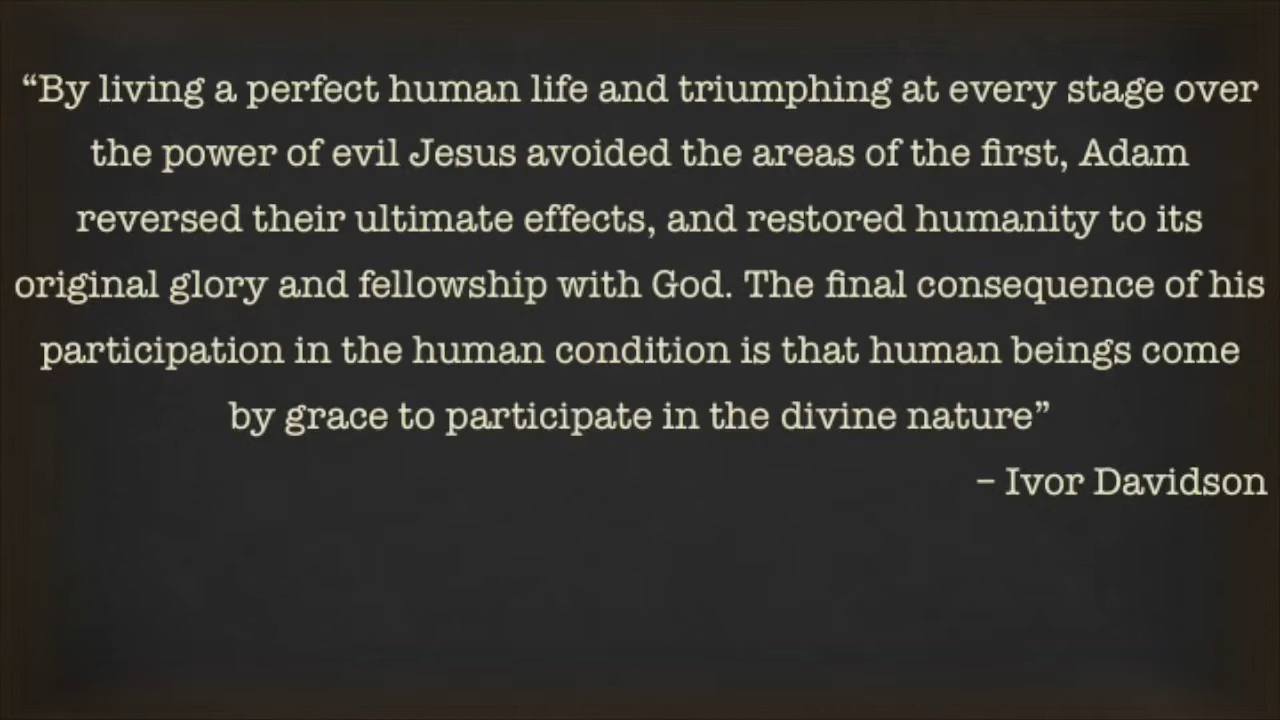 “By living a perfect human life and triumphing at every stage over
the power of evil Jesus avoided the areas of the first, Adam
reversed their ultimate effects, and restored humanity to its
original glory and fellowship with God. The final consequence of his
participation in the human condition is that human beings come
by grace to participate in the divine nature”
– Ivor Davidson